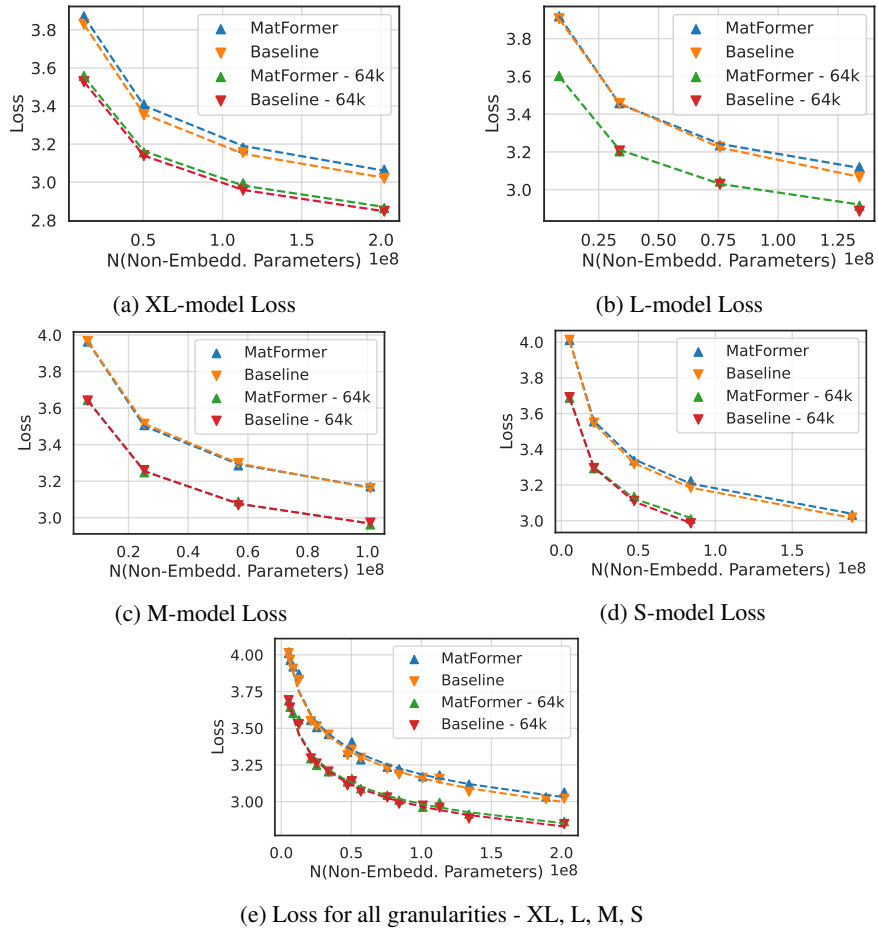 3.8
3.6
3.4
3.2
3.0
2.8
Loss
MatFormer
Baseline
MatFormer - 64k
Baseline - 64k
0.5 1.0 1.5 2.0
N(Non-Embedd. Parameters) 1e8
(a) XL-model Loss
3.8
3.6
3.4
3.2
3.0
Loss
MatFormer
Baseline
MatFormer - 64k
Baseline - 64k
0.25 0.50 0.75 1.00 1.25
N(Non-Embedd. Parameters) 1e8
(b) L-model Loss
4.0
3.8
3.6
3.4
3.2
3.0
Loss
MatFormer
Baseline
MatFormer - 64k
Baseline - 64k
0.2 0.4 0.6 0.8 1.0
N(Non-Embedd. Parameters) 1e8
(c) M-model Loss
4.0
3.8
3.6
3.4
3.2
3.0
Loss
MatFormer
Baseline
MatFormer - 64k
Baseline - 64k
0.0 0.5 1.0 1.5
N(Non-Embedd. Parameters) 1e8
(d) S-model Loss
4.00
3.75
3.50
3.25
3.00
Loss
MatFormer
Baseline
MatFormer - 64k
Baseline - 64k
0.0 0.5 1.0 1.5 2.0
N(Non-Embedd. Parameters) 1e8
(e) Loss for all granularities - XL, L, M, S